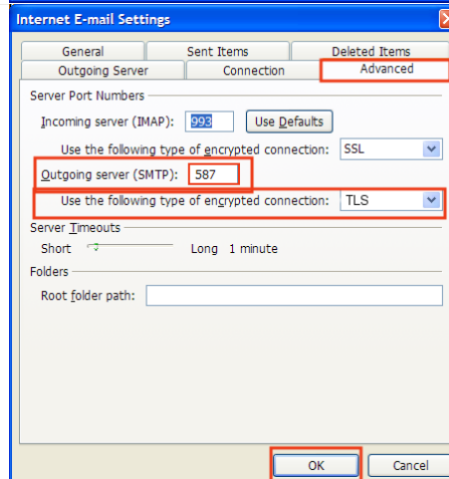 Internet E-mail Settings
General Sent Items Deleted Items
Outgoing Server Connection Advanced
Server Port Numbers
Incoming server (IMAP): 993 Use Defaults
Use the following type of encrypted connection: SSL
Outgoing server (SMTP): 587
Use the following type of encrypted connection: TLS
Server Timeouts
Short Long 1 minute
Folders
Root folder path:
OK Cancel